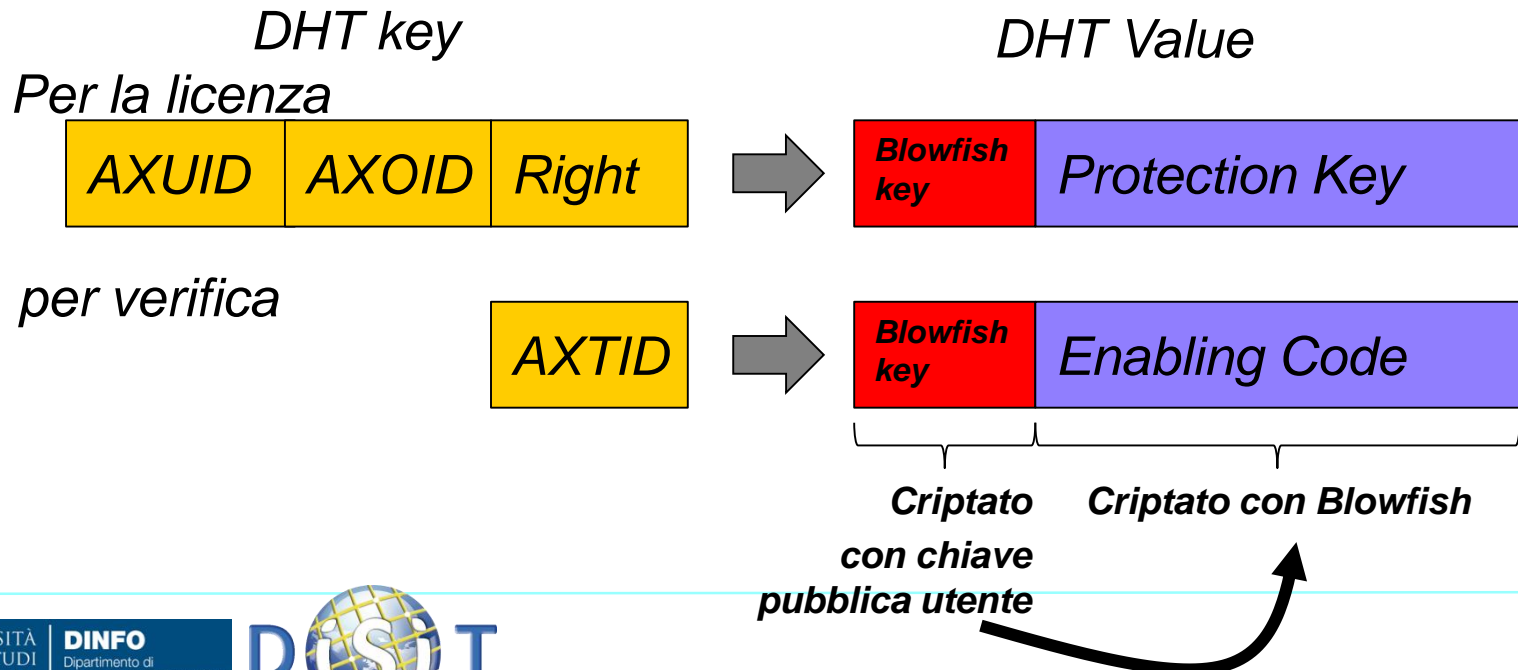 DHT key
DHT Value
Per la licenza
AXUID AXOID Right
Blowfish
key
Protection Key
per verifica
AXTID
Blowfish
key
Enabling Code
Criptato
con chiave
pubblica utente
Criptato con Blowfish
DINFO
Dipartimento di
DISIT